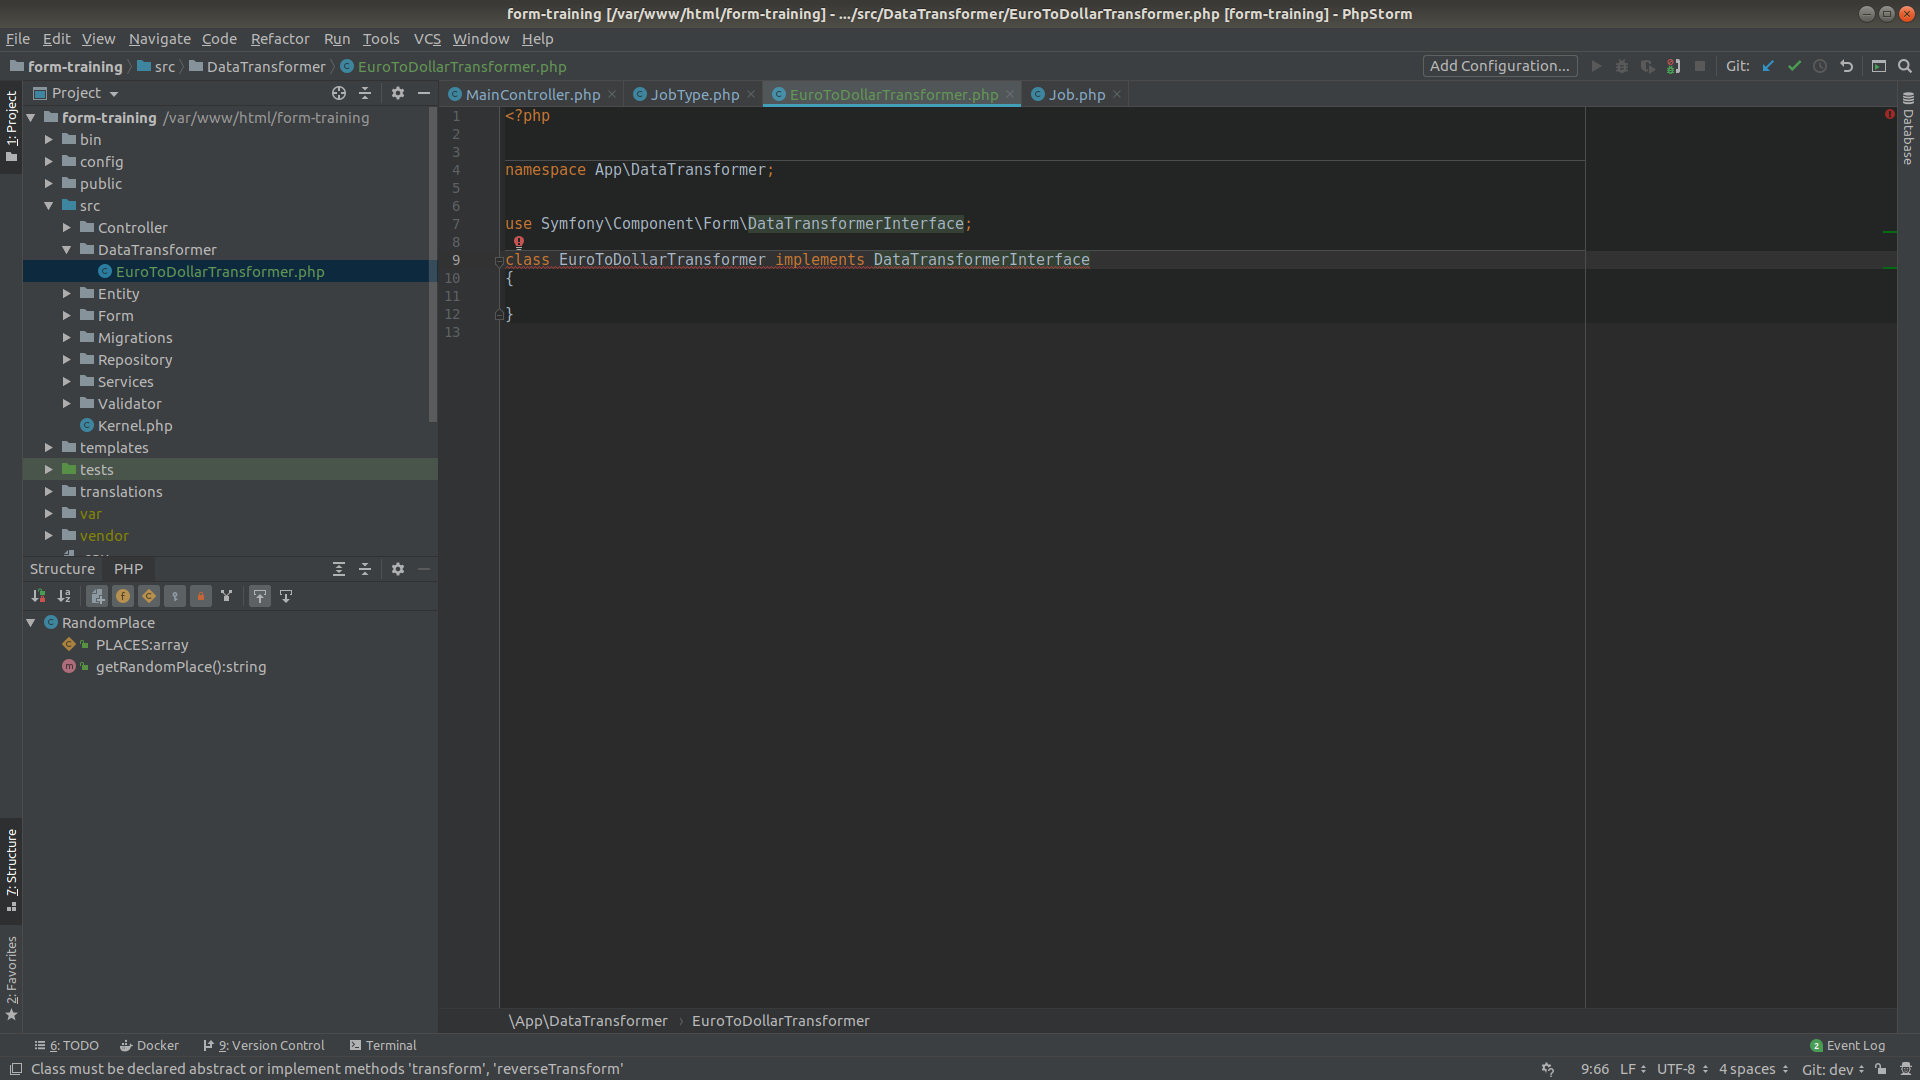 form-training [/var/www/html/form-training] - .../src/DataTransformer/EuroToDollarTransformer.php [form-training] - PhpStorm
File Edit View Navigate Code Refactor Run Tools VCS Window Help
form-training src DataTransformer EuroToDollarTransformer.php Add Configuration... Git:
1: Project
Project
form-training /var/www/html/form-training
bin
config
public
src
Controller
DataTransformer
EuroToDollarTransformer.php
Entity
Form
Migrations
Repository
Services
Validator
Kernel.php
templates
tests
translations
var
vendor
Structure PHP
RandomPlace
PLACES:array
getRandomPlace():string
7: Structure
2: Favorites
MainController.php JobType.php EuroToDollarTransformer.php Job.php
1 <?php
2
3
4 namespace App\DataTransformer;
5
6
7 use Symfony\Component\Form\DataTransformerInterface;
8
9 class EuroToDollarTransformer implements DataTransformerInterface
10 {
11
12 }
13
\App\DataTransformer › EuroToDollarTransformer
Database
6: TODO Docker 9: Version Control Terminal 2 Event Log
Class must be declared abstract or implement methods 'transform', 'reverseTransform' 9:66 LF UTF-8 4 spaces Git: dev